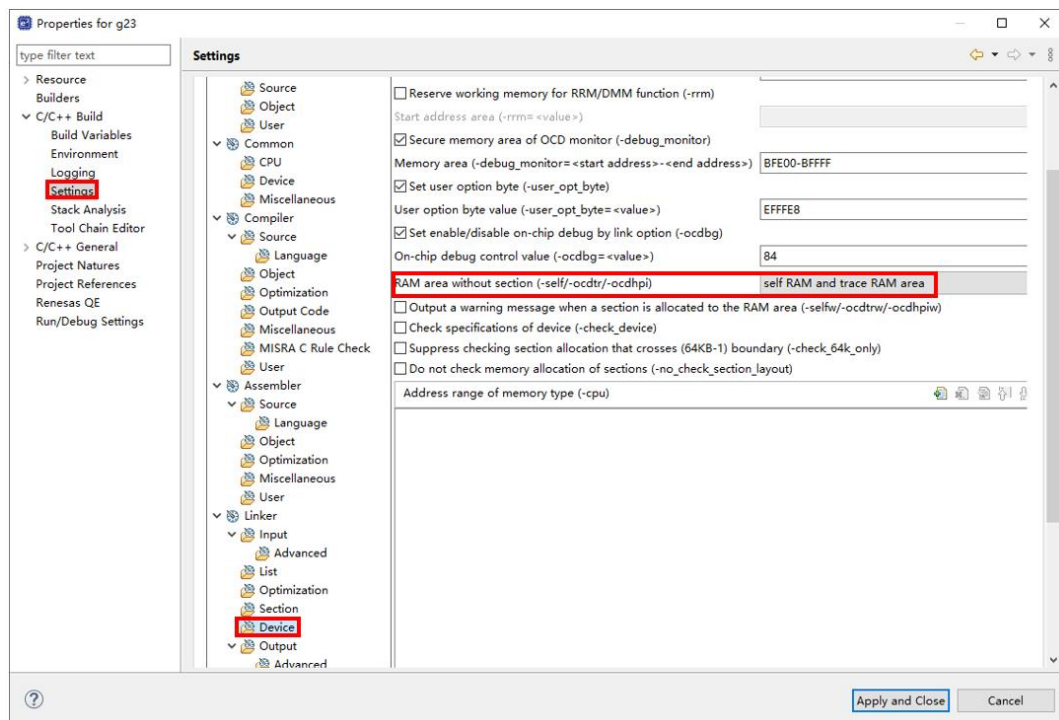 Properties for g23
type filter text
Resource
Builders
C/C++ Build
Build Variables
Environment
Logging
Settings
Stack Analysis
Tool Chain Editor
C/C++ General
Project Natures
Project References
Renesas QE
Run/Debug Settings
Settings
Source
Object
User
Common
CPU
Device
Miscellaneous
Compiler
Source
Language
Object
Optimization
Output Code
Miscellaneous
MISRA C Rule Check
User
Assembler
Source
Language
Object
Optimization
Miscellaneous
User
Linker
Input
Advanced
List
Optimization
Section
Device
Output
Advanced
Reserve working memory for RRM/DMM function (-rrm)
Start address area (-rrm=<value>)
Secure memory area of OCD monitor (-debug_monitor)
Memory area (-debug_monitor=<start address>-<end address>) BFE00-BFFFF
Set user option byte (-user_opt_byte)
User option byte value (-user_opt_byte=<value>) EFFFE8
Set enable/disable on-chip debug by link option (-ocdbg)
On-chip debug control value (-ocdbg=<value>) 84
RAM area without section (-self/-ocdtr/-ocdhpi) self RAM and trace RAM area
Output a warning message when a section is allocated to the RAM area (-selfw/-ocdtrw/-ocdhpiw)
Check specifications of device (-check_device)
Suppress checking section allocation that crosses (64KB-1) boundary (-check_64k_only)
Do not check memory allocation of sections (-no_check_section_layout)
Address range of memory type (-cpu)
Apply and Close
Cancel